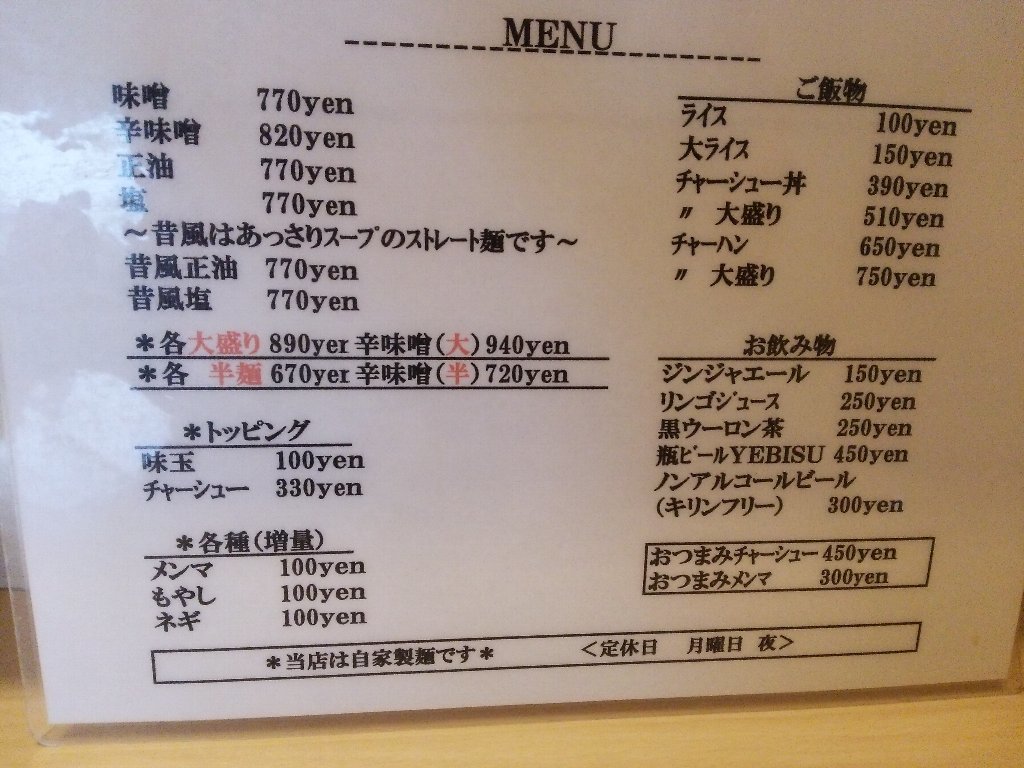 MENU
味噌 770yen
辛味噌 820yen
正油 770yen
塩 770yen
～昔風はあっさりスープのストレート麺です～
昔風正油 770yen
昔風塩 770yen
＊各大盛り 890yen 辛味噌(大)940yen
＊各 半麺 670yen 辛味噌(半)720yen
＊トッピング
味玉 100yen
チャーシュー 330yen
＊各種(増量)
メンマ 100yen
もやし 100yen
ネギ 100yen
ご飯物
ライス 100yen
大ライス 150yen
チャーシュー丼 390yen
〃 大盛り 510yen
チャーハン 650yen
〃 大盛り 750yen
お飲み物
ジンジャエール 150yen
リンゴジュース 250yen
黒ウーロン茶 250yen
瓶ビールYEBISU 450yen
ノンアルコールビール
(キリンフリー) 300yen
おつまみチャーシュー 450yen
おつまみメンマ 300yen
＊当店は自家製麺です＊ ＜定休日 月曜日 夜＞